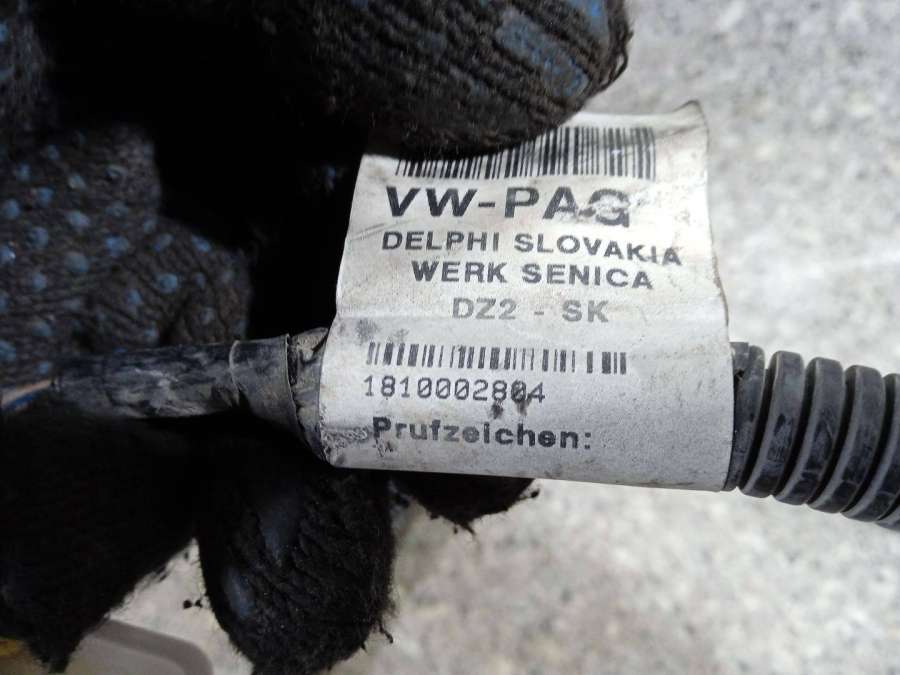 VW-PAG
DELPHI SLOVAKIA
WERK SENICA
DZ2 - SK
1810002804
Prufzeichen: